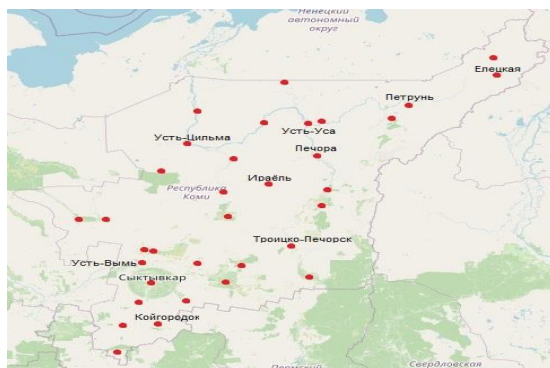 Ненецкий
автономный
округ
Елецкая
Петрунь
Усть-Цильма
Усть-Уса
Печора
Ираёль
Республика
Коми
Троицко-Печорск
Усть-Вымь
Сыктывкар
Койгородок
Пермский
Свердловская